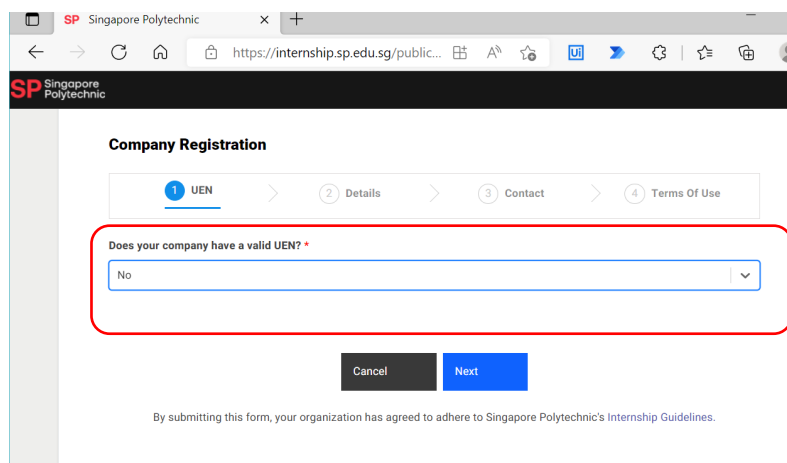 SP Singapore Polytechnic
https://internship.sp.edu.sg/public...
SP Singapore
Polytechnic
Company Registration
1 UEN 2 Details 3 Contact 4 Terms Of Use
Does your company have a valid UEN? *
No
Cancel Next
By submitting this form, your organization has agreed to adhere to Singapore Polytechnic's Internship Guidelines.